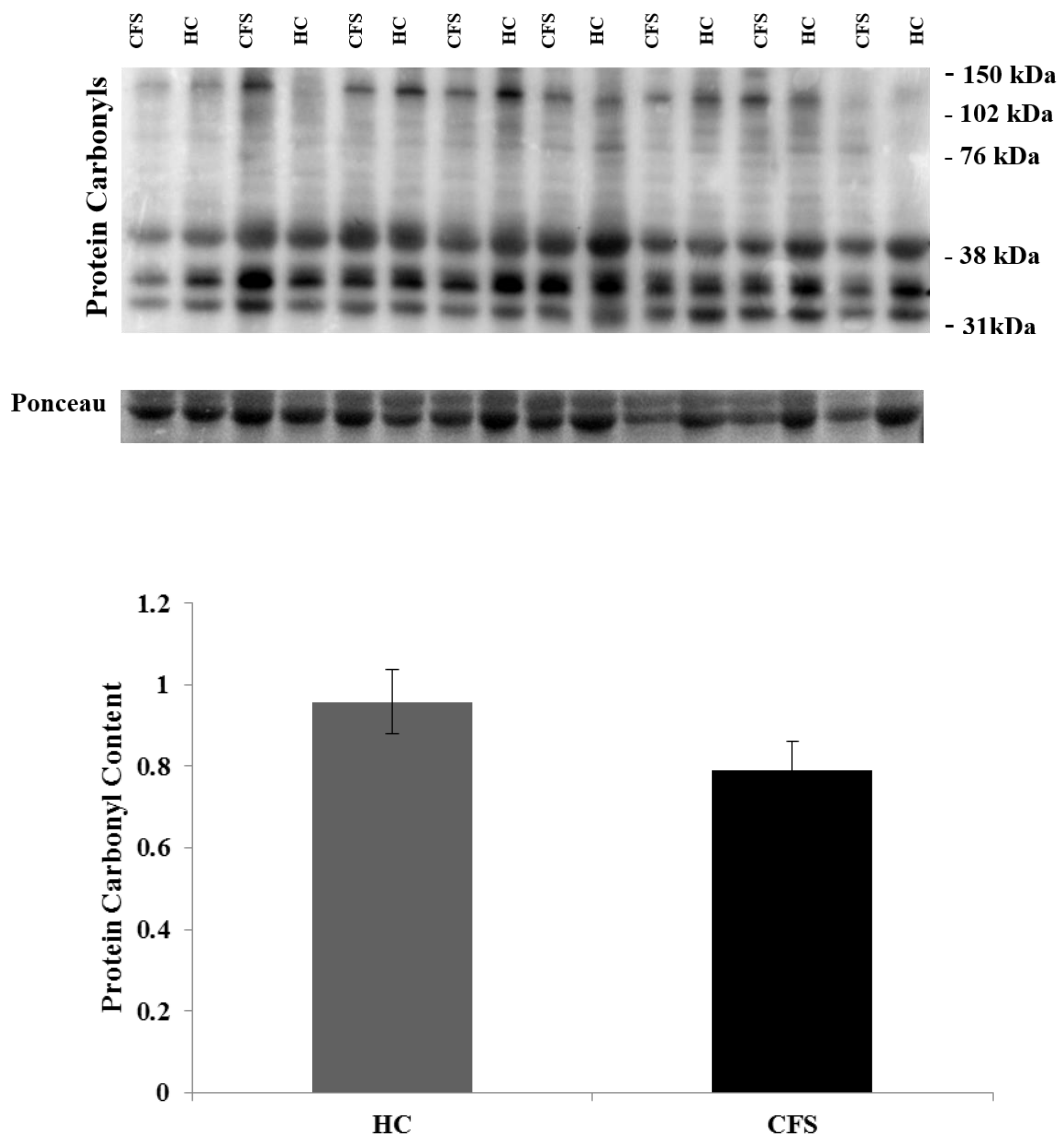 CFS HC CFS HC CFS HC CFS HC CFS HC CFS HC CFS HC CFS HC
Protein Carbonyls
- 150 kDa
- 102 kDa
- 76 kDa
- 38 kDa
- 31kDa
Ponceau
Protein Carbonyl Content
1.2
1
0.8
0.6
0.4
0.2
0
HC CFS